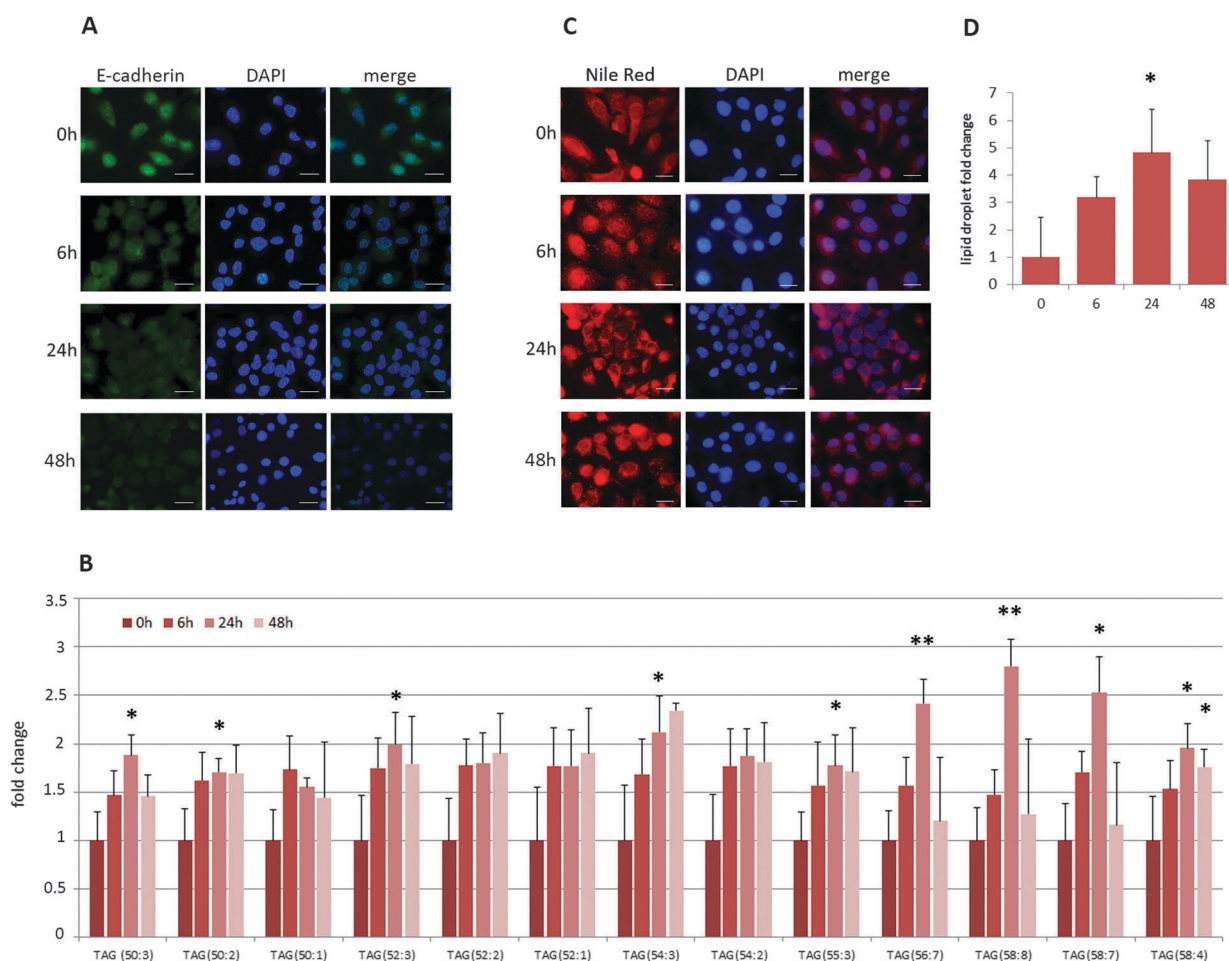 A
E-cadherin DAPI merge
0h
6h
24h
48h
C
Nile Red DAPI merge
0h
6h
24h
48h
D
*
7
6
5
4
3
2
1
0
lipid droplet fold change
0 6 24 48
B
3.5
3
2.5
2
1.5
1
0.5
0
fold change
0h 6h 24h 48h
* * * * * ** ** * * *
TAG (50:3) TAG(50:2) TAG(50:1) TAG(52:3) TAG(52:2) TAG(52:1) TAG(54:3) TAG(54:2) TAG(55:3) TAG(56:7) TAG(58:8) TAG(58:7) TAG(58:4)